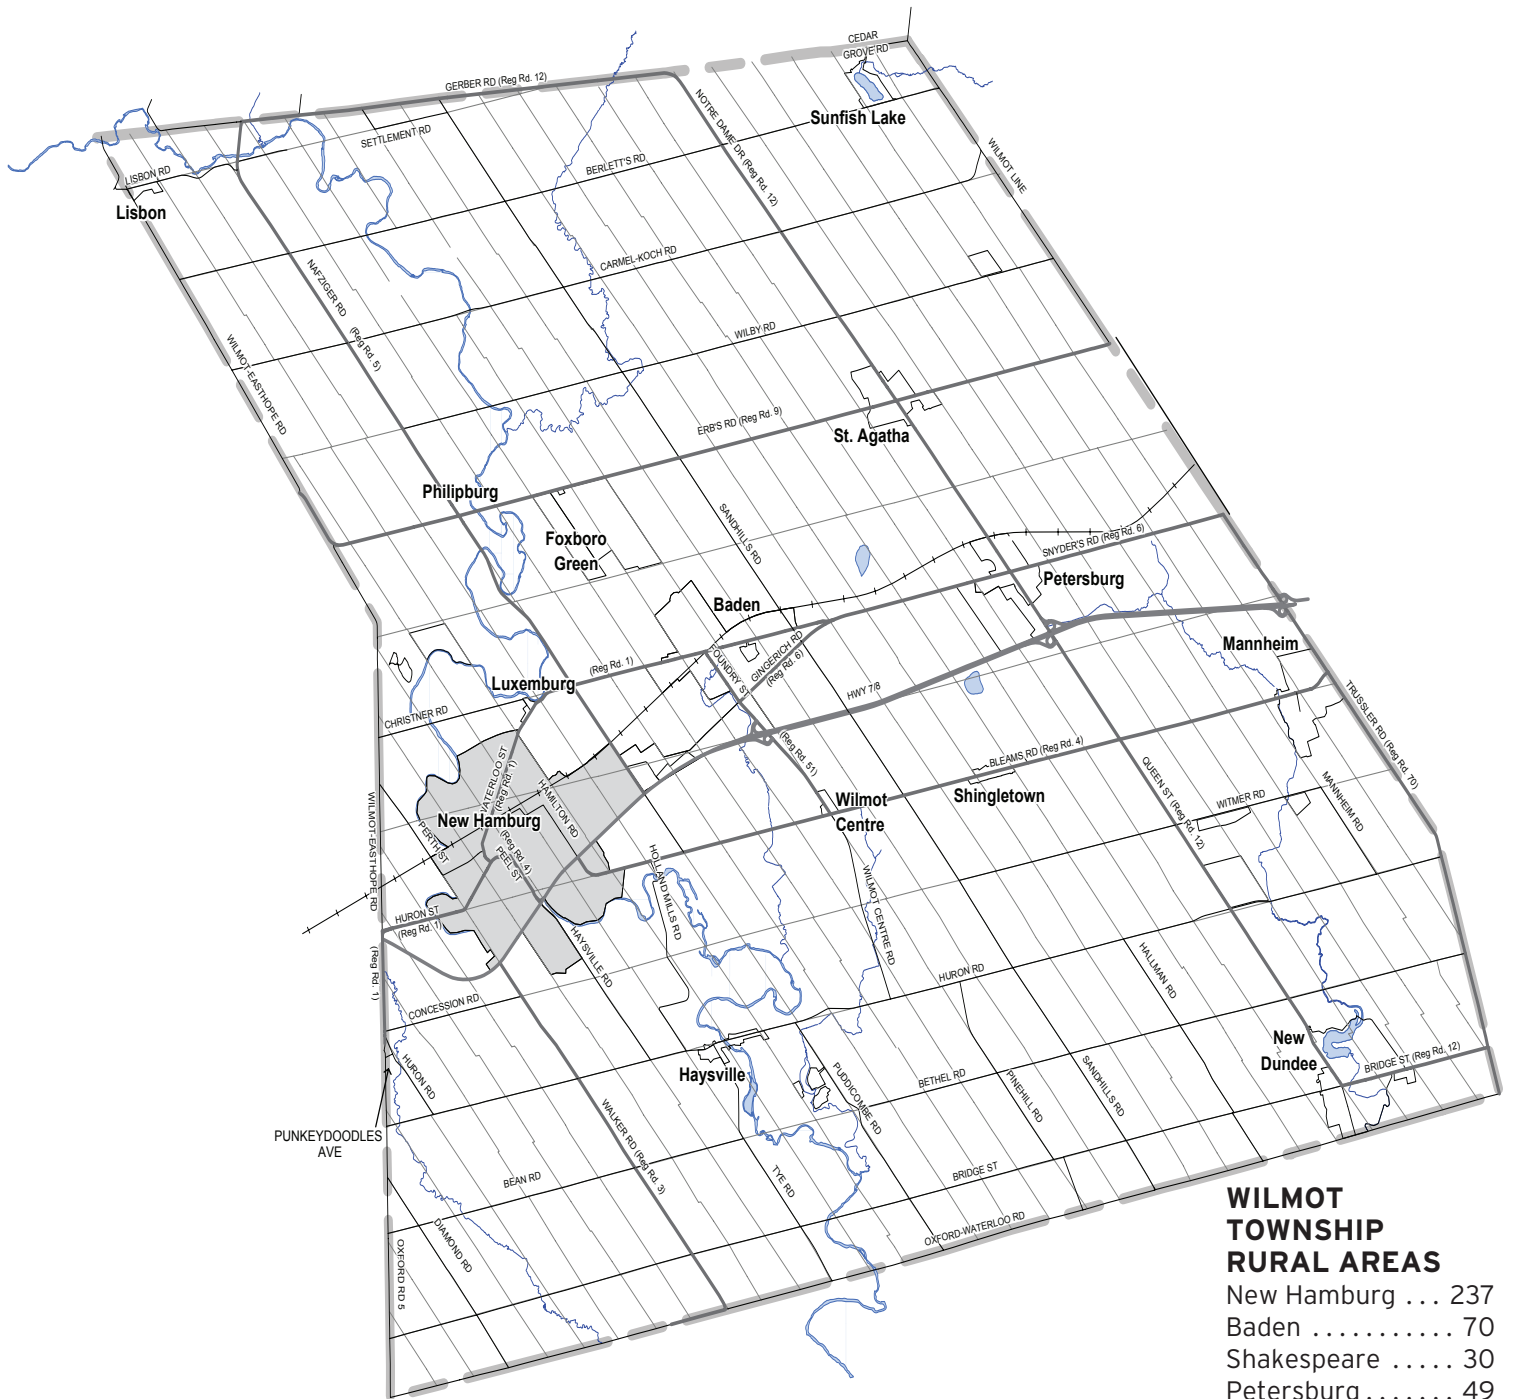 CEDAR
GROVE RD
GERBER RD (Reg Rd. 12)
Sunfish Lake
NOTRE DAME DR (Reg Rd. 12)
SETTLEMENT RD
BERLETT'S RD
WILMOT LINE
LISBON RD
Lisbon
CARMEL-KOCH RD
NAFZIGER RD (Reg Rd. 5)
WILBY RD
WILMOT-EASTHOPE RD
ERB'S RD (Reg Rd. 9)
St. Agatha
Philipburg
SANDHILLS RD
Foxboro
Green
SNYDER'S RD (Reg Rd. 6)
Petersburg
Baden
GINGERICH RD
(Reg Rd. 6)
FOUNDRY ST
(Reg Rd. 1)
Mannheim
Luxemburg
HWY 7/8
CHRISTNER RD
TRUSSLER RD (Reg Rd. 70)
(Reg Rd. 51)
BLEAMS RD (Reg Rd. 4)
WATERLOO ST
(Reg Rd. 1)
HAMILTON RD
QUEEN ST (Reg Rd. 12)
Shingletown
Wilmot
Centre
WITMER RD
MANNHEIM RD
New Hamburg
WILMOT-EASTHOPE RD
PERTH ST
(Reg Rd. 4)
PEEL ST
HOLLAND MILLS RD
WILMOT CENTRE RD
HURON ST
(Reg Rd. 1)
(Reg Rd. 1)
HAYSVILLE RD
HURON RD
HALLMAN RD
CONCESSION RD
New
Dundee
BRIDGE ST (Reg Rd. 12)
HURON RD
Haysville
PUDDICOMBE RD
BETHEL RD
PINEHILL RD
SANDHILLS RD
PUNKEYDOODLES
AVE
WALKER RD (Reg Rd. 3)
BEAN RD
TYE RD
BRIDGE ST
DIAMOND RD
OXFORD RD 5
OXFORD-WATERLOO RD
WILMOT
TOWNSHIP
RURAL AREAS
New Hamburg ... 237
Baden ........... 70
Shakespeare ..... 30
Petersburg ....... 49